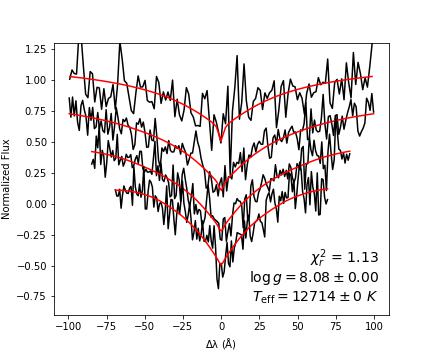 Normalized Flux
1.25
1.00
0.75
0.50
0.25
0.00
−0.25
−0.50
−0.75
χ²ᵣ = 1.13
log g = 8.08 ± 0.00
T_eff = 12714 ± 0 K
−100 −75 −50 −25 0 25 50 75 100
Δλ (Å)